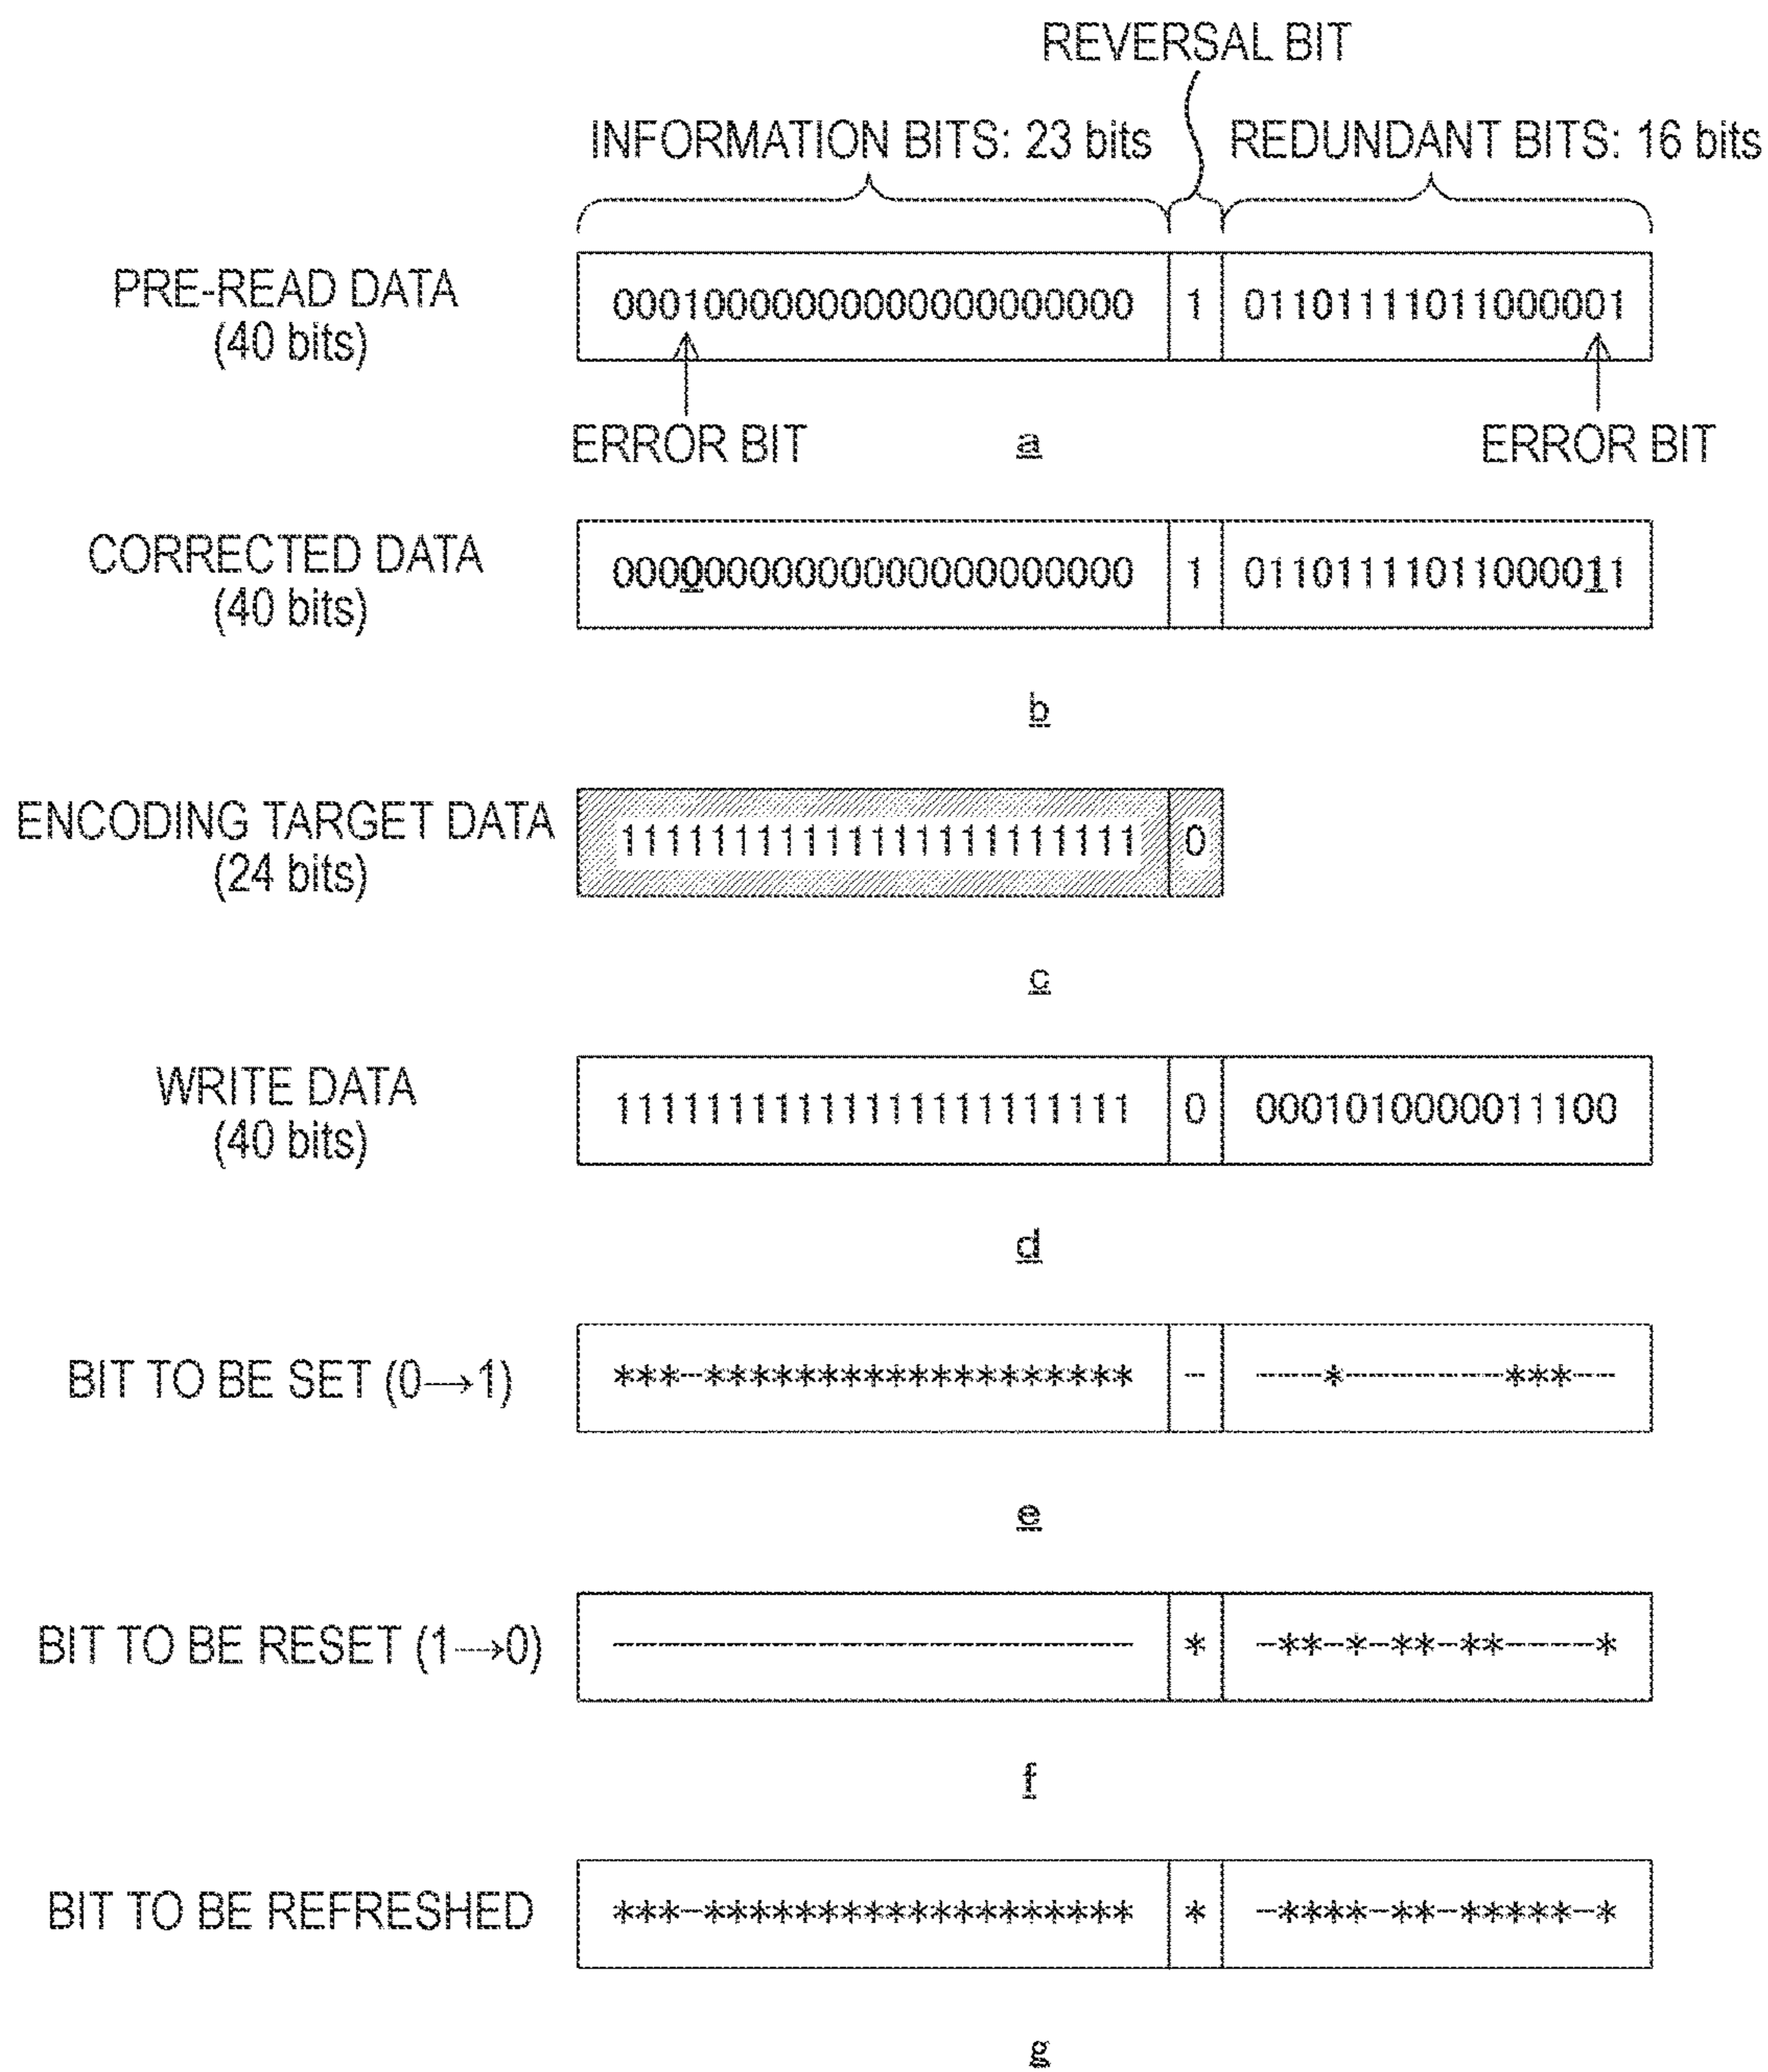 REVERSAL BIT
INFORMATION BITS: 23 bits REDUNDANT BITS: 16 bits
PRE-READ DATA
(40 bits)
00010000000000000000000 1 01101111011000001
ERROR BIT a ERROR BIT
CORRECTED DATA
(40 bits)
00000000000000000000000 1 01101111011000011
b
ENCODING TARGET DATA
(24 bits)
11111111111111111111111 0
c
WRITE DATA
(40 bits)
11111111111111111111111 0 0001010000011100
d
BIT TO BE SET (0→1) ***-******************* - ---*-------***--
e
BIT TO BE RESET (1→0) ----------------------- * -**-*-**-**----*
f
BIT TO BE REFRESHED ***-******************* * -****-**-*****-*
g